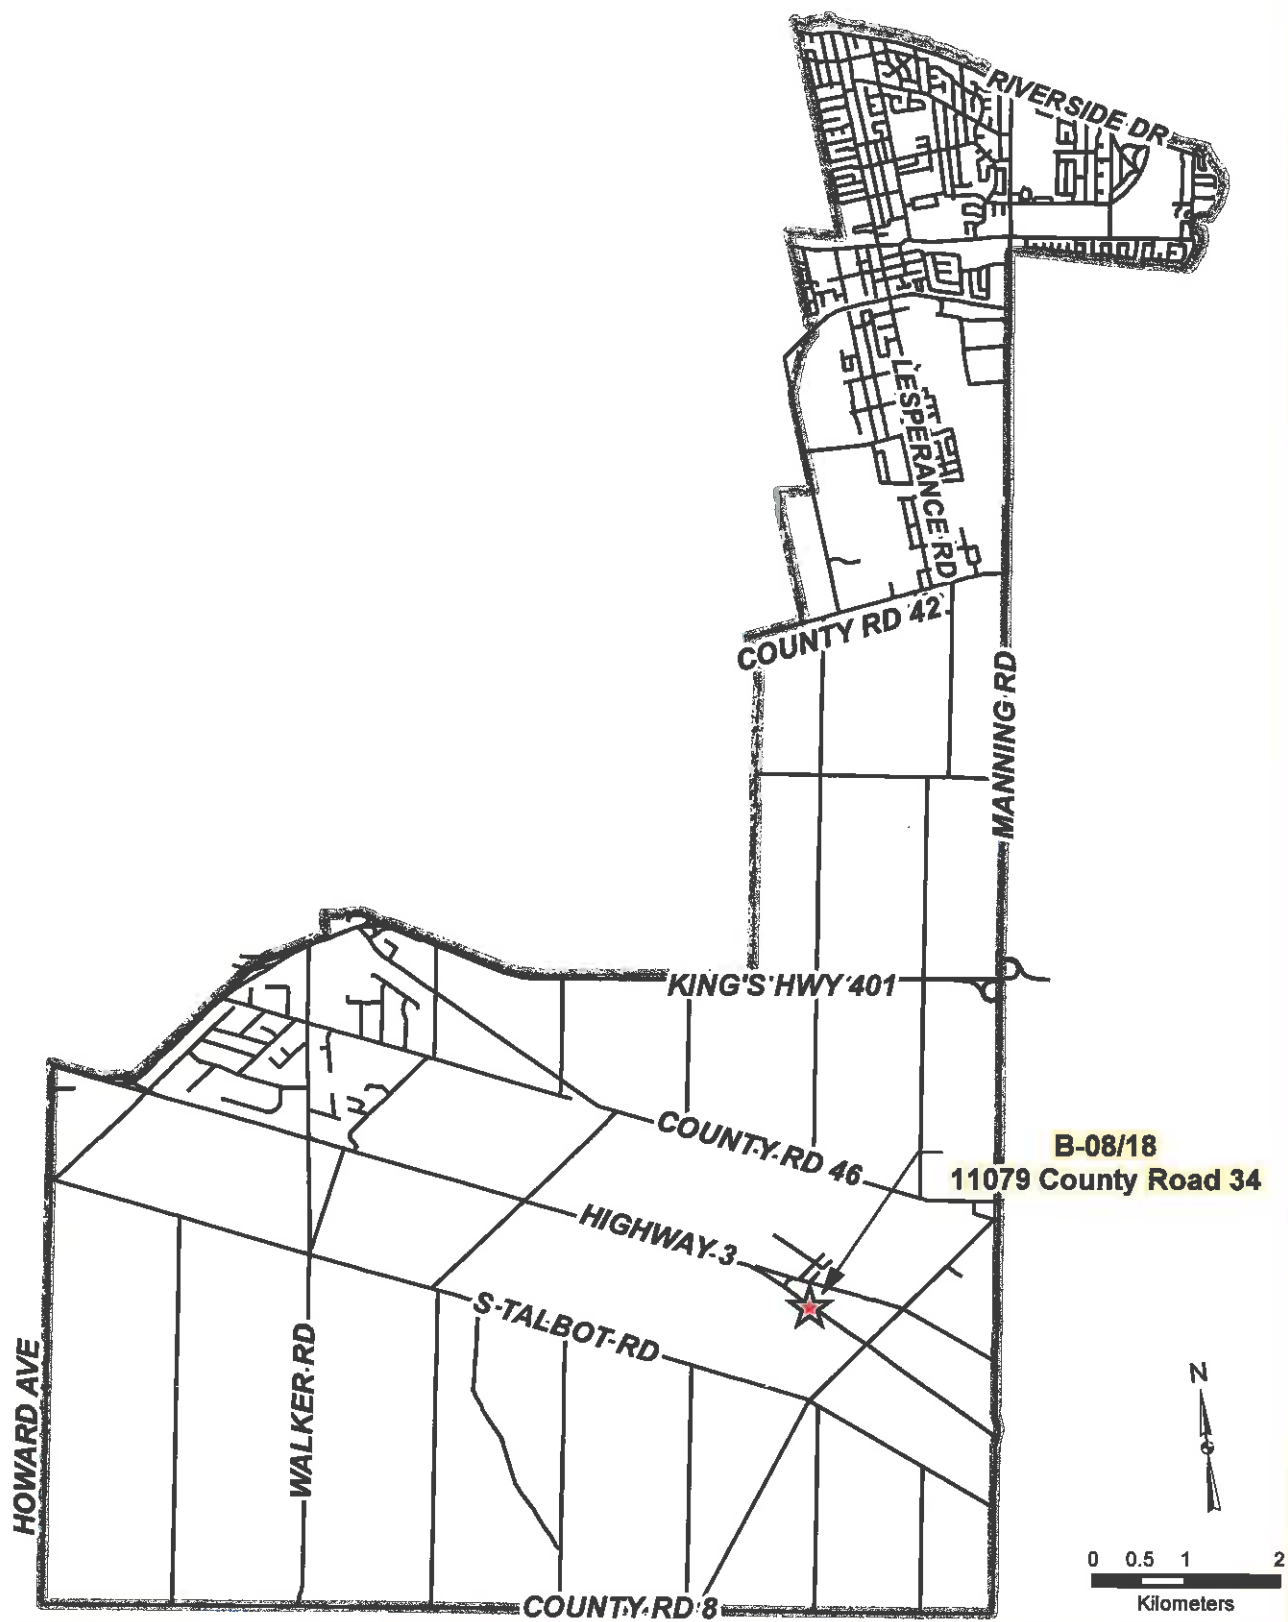 RIVERSIDE DR
L'ESPERANCE RD
COUNTY RD 42
MANNING RD
KING'S HWY 401
COUNTY RD 46
B-08/18
11079 County Road 34
HIGHWAY 3
S TALBOT RD
HOWARD AVE
WALKER RD
COUNTY RD 8
N
0 0.5 1 2
Kilometers